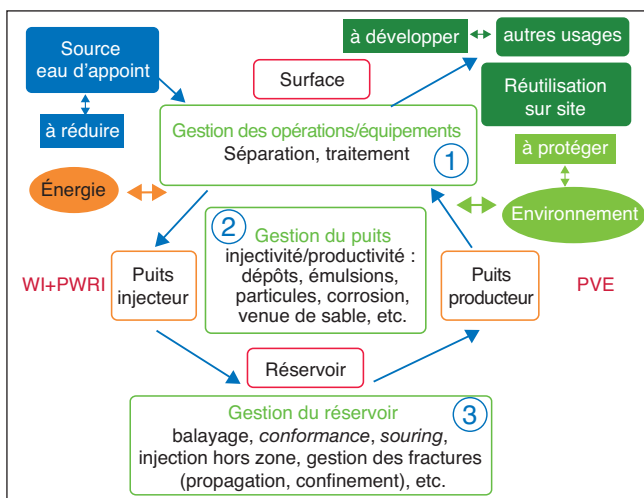 Source
eau d'appoint
à réduire
à développer
autres usages
Réutilisation
sur site
à protéger
Environnement
Surface
Gestion des opérations/équipements
Séparation, traitement
1
Énergie
2
Gestion du puits
injectivité/productivité :
dépôts, émulsions,
particules, corrosion,
venue de sable, etc.
WI+PWRI
Puits
injecteur
Puits
producteur
PVE
Réservoir
Gestion du réservoir
3
balayage, conformance, souring,
injection hors zone, gestion des fractures
(propagation, confinement), etc.